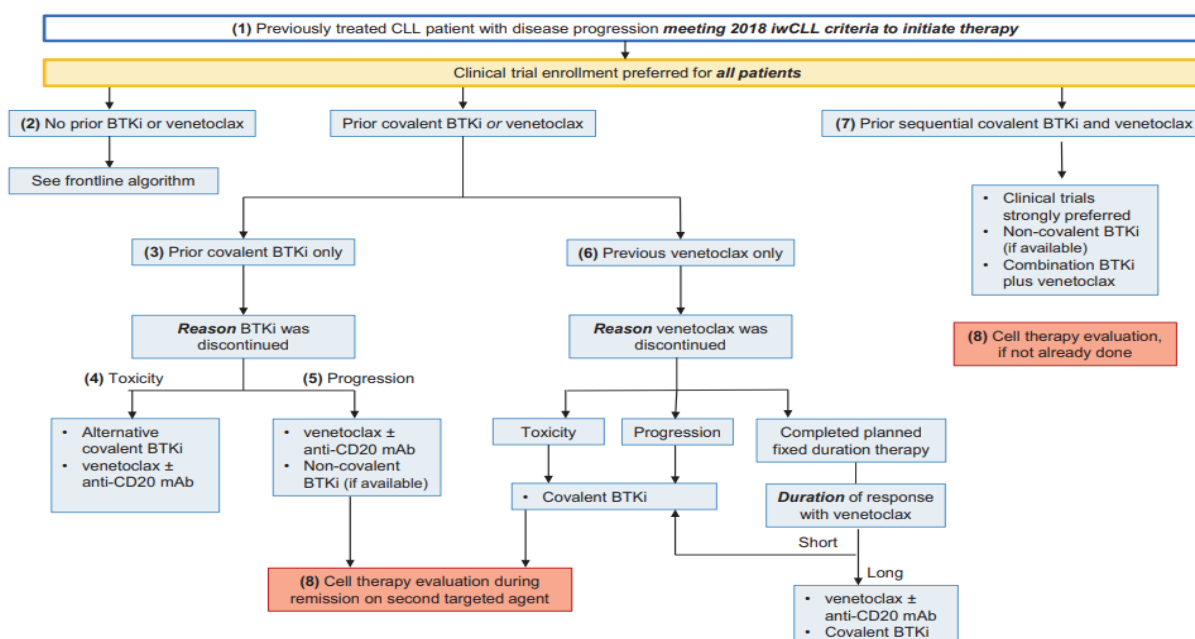 (1) Previously treated CLL patient with disease progression meeting 2018 iwCLL criteria to initiate therapy
Clinical trial enrollment preferred for all patients
(2) No prior BTKi or venetoclax
Prior covalent BTKi or venetoclax
(7) Prior sequential covalent BTKi and venetoclax
See frontline algorithm
• Clinical trials
strongly preferred
• Non-covalent BTKi
(if available)
• Combination BTKi
plus venetoclax
(3) Prior covalent BTKi only
(6) Previous venetoclax only
Reason BTKi was
discontinued
Reason venetoclax was
discontinued
(8) Cell therapy evaluation,
if not already done
(4) Toxicity
(5) Progression
• Alternative
covalent BTKi
• venetoclax ±
anti-CD20 mAb
• venetoclax ±
anti-CD20 mAb
• Non-covalent
BTKi (if available)
Toxicity
Progression
Completed planned
fixed duration therapy
• Covalent BTKi
Duration of response
with venetoclax
Short
Long
(8) Cell therapy evaluation during
remission on second targeted agent
• venetoclax ±
anti-CD20 mAb
• Covalent BTKi